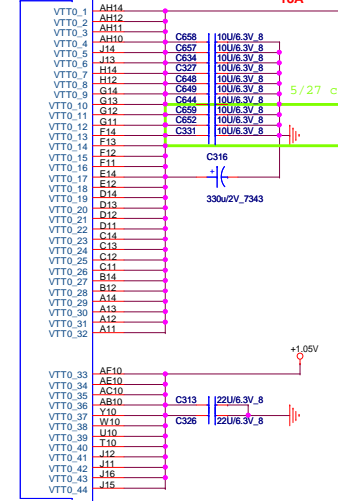 10A
VTT0_1 AH14
VTT0_2 AH12
VTT0_3 AH11
VTT0_4 AH10 C658 10U/6.3V_8
VTT0_5 J14 C657 10U/6.3V_8
VTT0_6 J13 C634 10U/6.3V_8
VTT0_7 H14 C327 10U/6.3V_8
VTT0_8 H12 C648 10U/6.3V_8
VTT0_9 G14 C649 10U/6.3V_8 5/27 c
VTT0_10 G13 C644 10U/6.3V_8
VTT0_11 G12 C659 10U/6.3V_8
VTT0_12 G11 C652 10U/6.3V_8
VTT0_13 F14 C331 10U/6.3V_8
VTT0_14 F13
VTT0_15 F12
VTT0_16 F11 C316
VTT0_17 E14 +
VTT0_18 E12
VTT0_19 D14 330u/2V_7343
VTT0_20 D13
VTT0_21 D12
VTT0_22 D11
VTT0_23 C14
VTT0_24 C13
VTT0_25 C12
VTT0_26 C11
VTT0_27 B14
VTT0_28 B12
VTT0_29 A14
VTT0_30 A13
VTT0_31 A12
VTT0_32 A11
+1.05V
VTT0_33 AF10
VTT0_34 AE10
VTT0_35 AC10
VTT0_36 AB10 C313 22U/6.3V_8
VTT0_37 Y10
VTT0_38 W10 C326 22U/6.3V_8
VTT0_39 U10
VTT0_40 T10
VTT0_41 J12
VTT0_42 J11
VTT0_43 J16
VTT0_44 J15